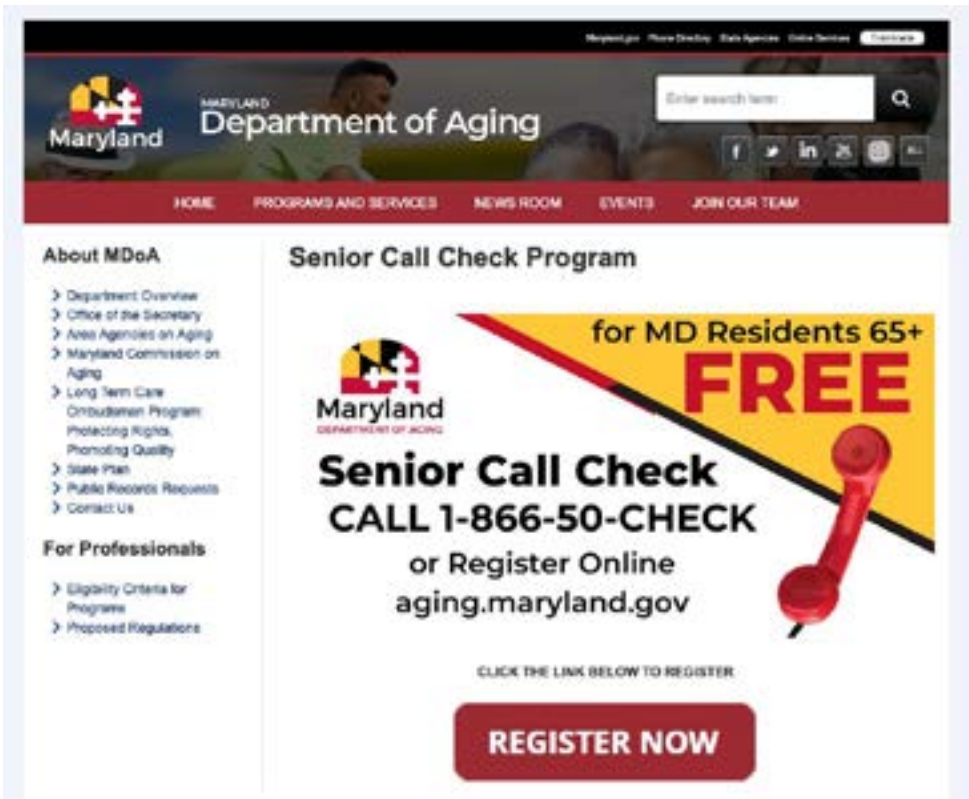 Maryland.gov Phone Directory State Agencies Online Services Translate
Maryland
MARYLAND
Department of Aging
Enter search term
HOME PROGRAMS AND SERVICES NEWS ROOM EVENTS JOIN OUR TEAM
About MDoA
Department Overview
Office of the Secretary
Area Agencies on Aging
Maryland Commission on
Aging
Long Term Care
Ombudsman Program:
Protecting Rights,
Promoting Quality
State Plan
Public Records Requests
Contact Us
For Professionals
Eligibility Criteria for
Programs
Proposed Regulations
Senior Call Check Program
for MD Residents 65+
FREE
Maryland
DEPARTMENT OF AGING
Senior Call Check
CALL 1-866-50-CHECK
or Register Online
aging.maryland.gov
CLICK THE LINK BELOW TO REGISTER
REGISTER NOW